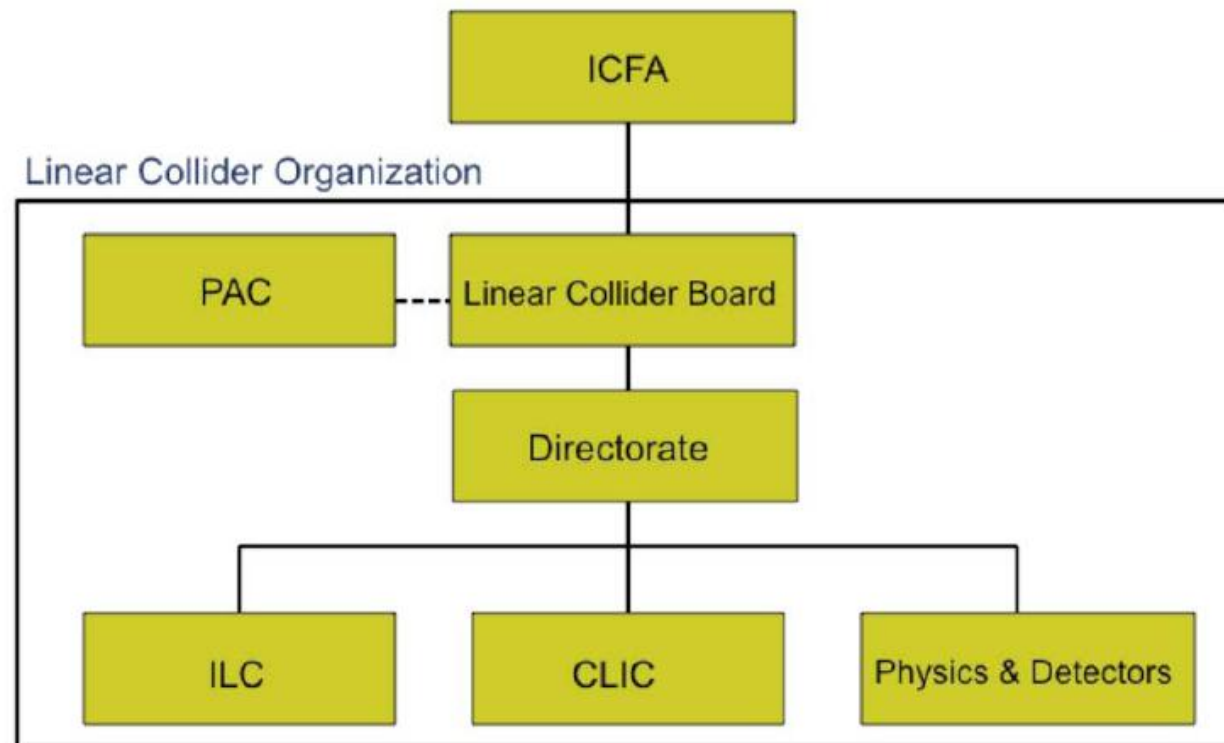 ICFA
Linear Collider Organization
PAC
Linear Collider Board
Directorate
ILC
CLIC
Physics & Detectors